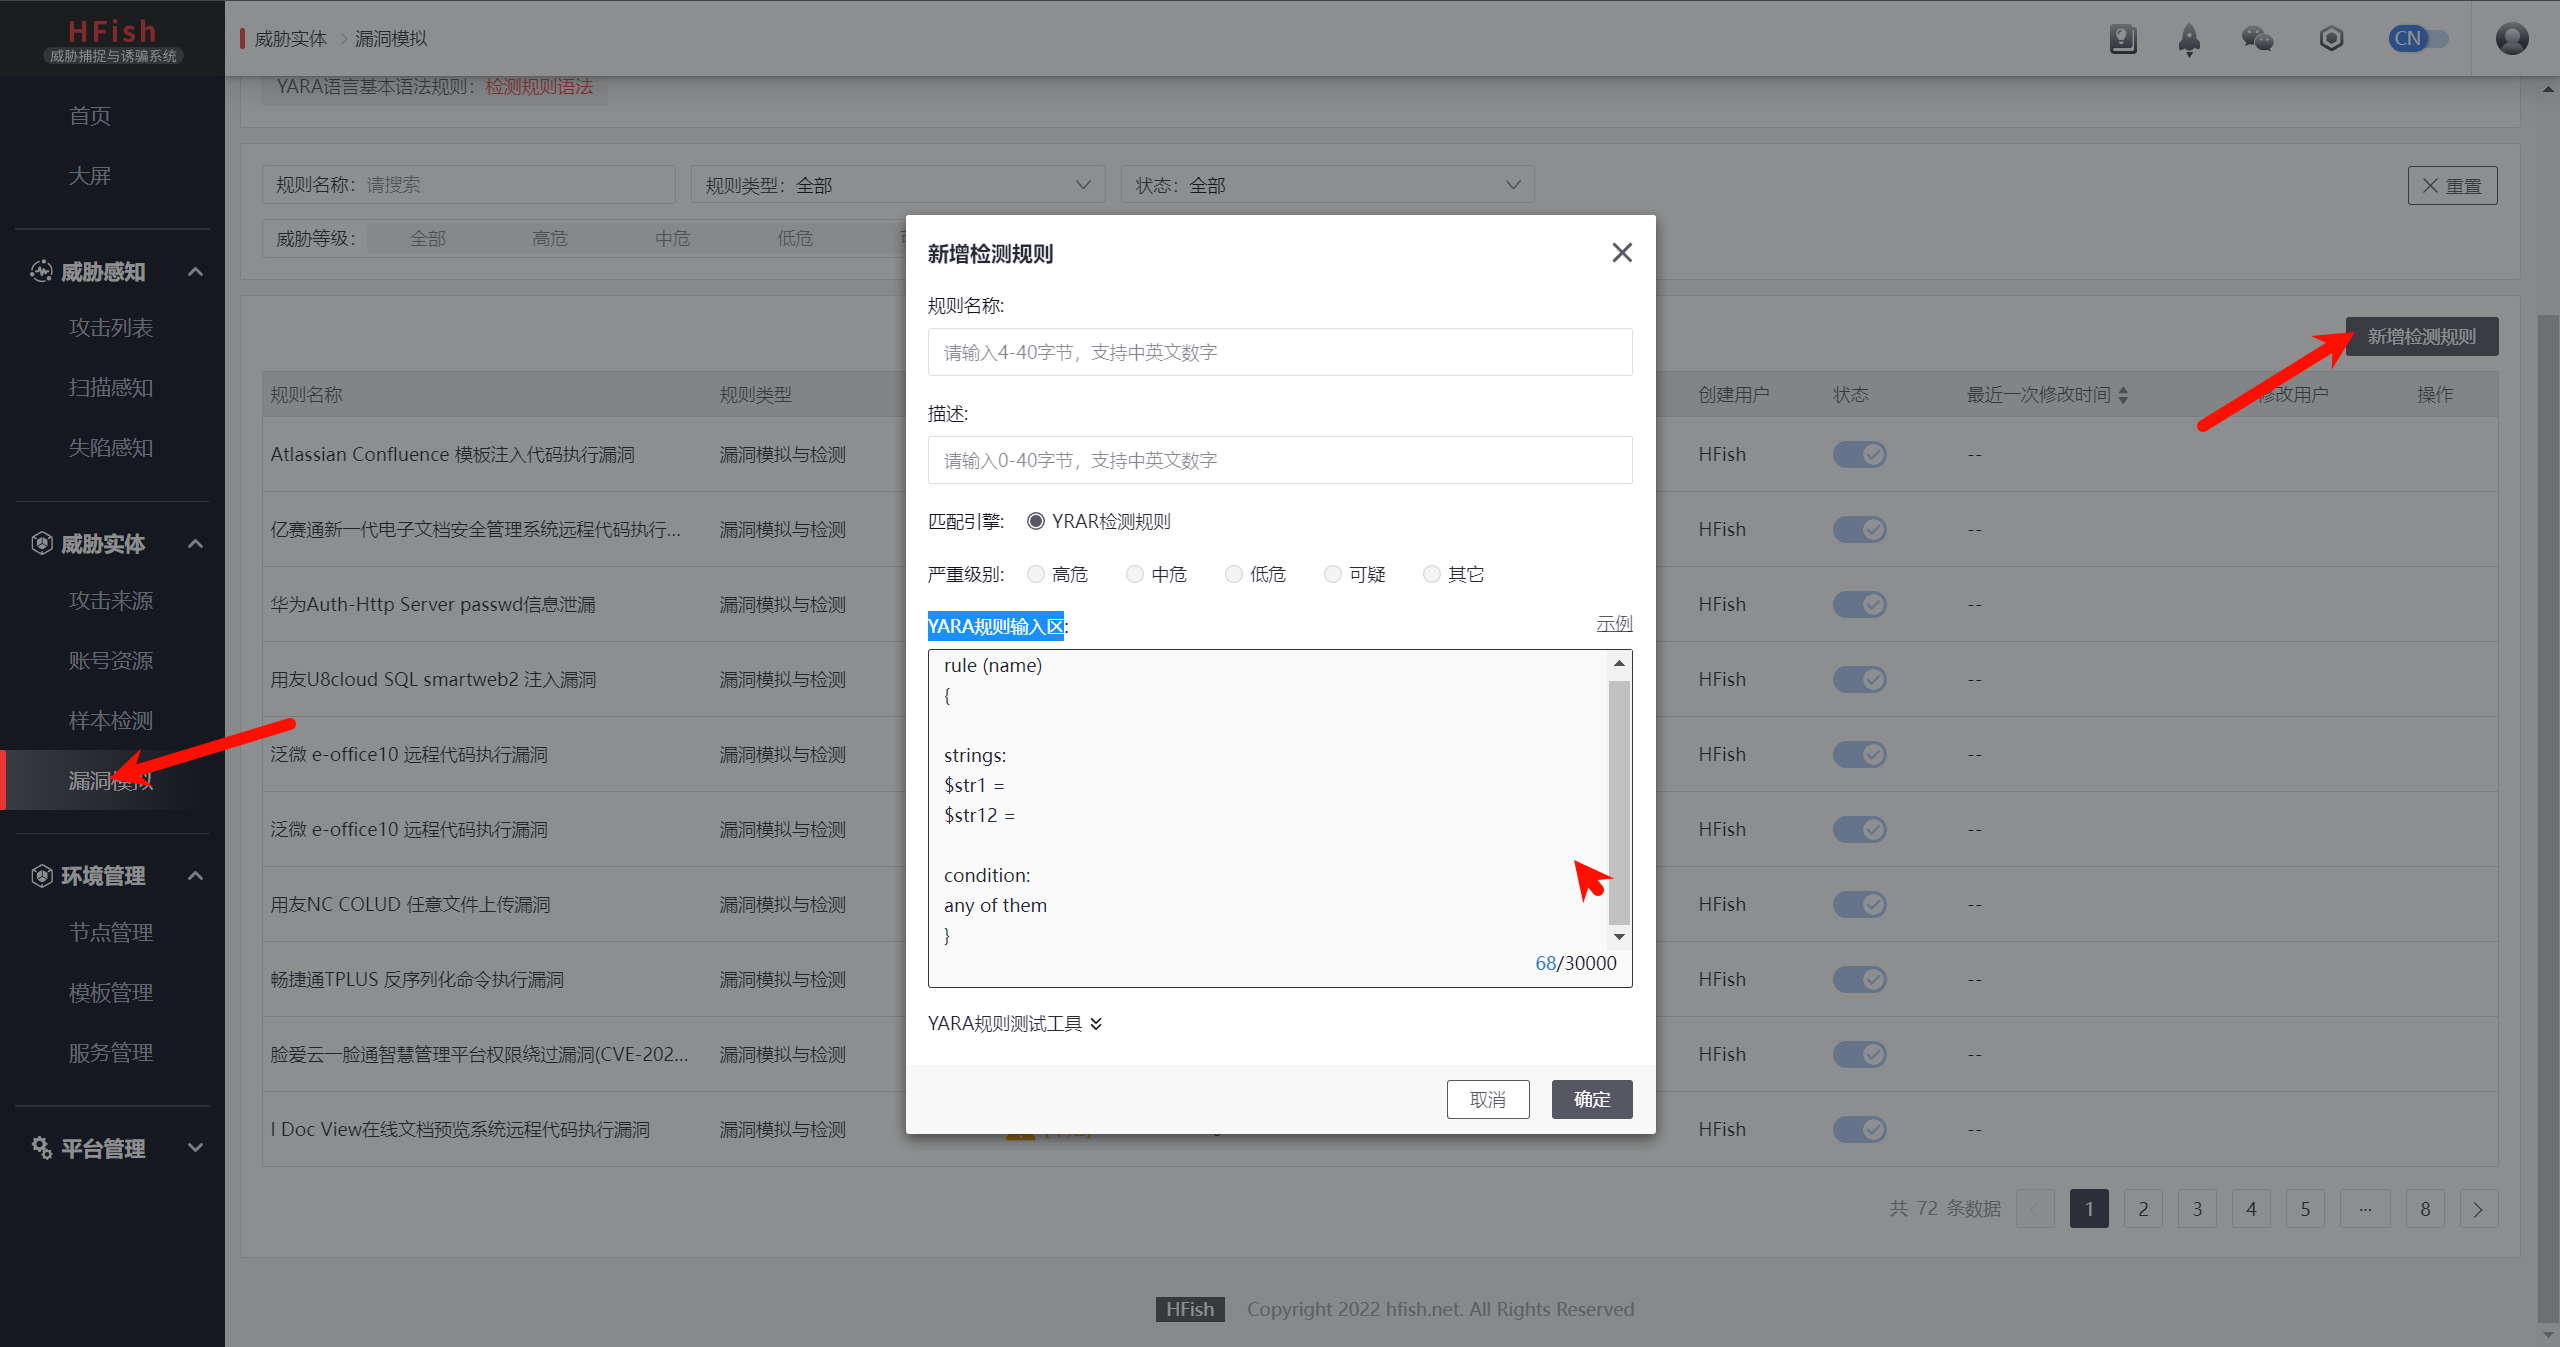 HFish
威胁捕捉与诱骗系统
威胁实体 > 漏洞模拟
CN
首页
大屏
威胁感知
攻击列表
扫描感知
失陷感知
威胁实体
攻击来源
账号资源
样本检测
漏洞模拟
环境管理
节点管理
模板管理
服务管理
平台管理
YARA语言基本语法规则：检测规则语法
规则名称：请搜索
规则类型：全部
状态：全部
重置
威胁等级： 全部 高危 中危 低危
新增检测规则
规则名称 规则类型 创建用户 状态 最近一次修改时间 修改用户 操作
Atlassian Confluence 模板注入代码执行漏洞 漏洞模拟与检测 HFish --
亿赛通新一代电子文档安全管理系统远程代码执行... 漏洞模拟与检测 HFish --
华为Auth-Http Server passwd信息泄漏 漏洞模拟与检测 HFish --
用友U8cloud SQL smartweb2 注入漏洞 漏洞模拟与检测 HFish --
泛微 e-office10 远程代码执行漏洞 漏洞模拟与检测 HFish --
泛微 e-office10 远程代码执行漏洞 漏洞模拟与检测 HFish --
用友NC COLUD 任意文件上传漏洞 漏洞模拟与检测 HFish --
畅捷通TPLUS 反序列化命令执行漏洞 漏洞模拟与检测 HFish --
脸爱云一脸通智慧管理平台权限绕过漏洞(CVE-202... 漏洞模拟与检测 HFish --
I Doc View在线文档预览系统远程代码执行漏洞 漏洞模拟与检测 HFish --
共 72 条数据 1 2 3 4 5 ··· 8
HFish Copyright 2022 hfish.net. All Rights Reserved
新增检测规则
规则名称:
请输入4-40字节，支持中英文数字
描述:
请输入0-40字节，支持中英文数字
匹配引擎: YRAR检测规则
严重级别: 高危 中危 低危 可疑 其它
YARA规则输入区: 示例
rule (name)
{
strings:
$str1 =
$str12 =
condition:
any of them
}
68/30000
YARA规则测试工具
取消 确定